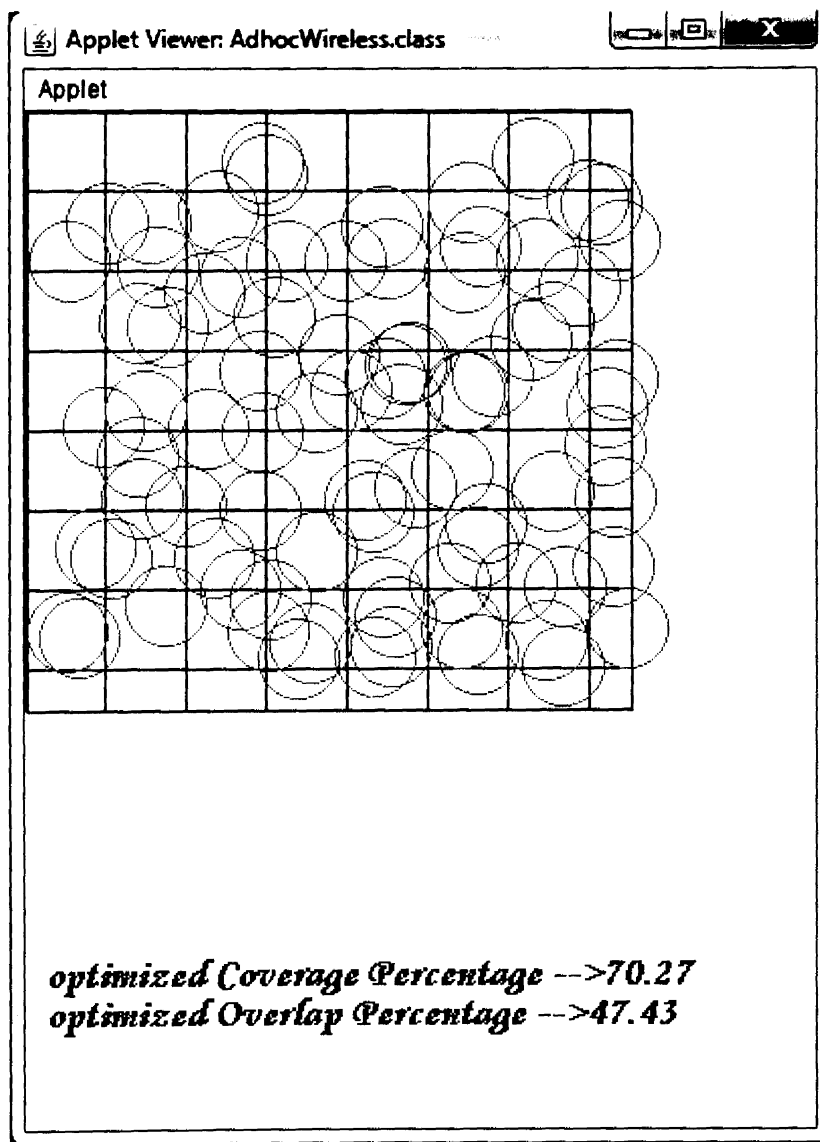 Applet Viewer: AdhocWireless.class
X
Applet
optimized Coverage Percentage -->70.27
optimized Overlap Percentage -->47.43